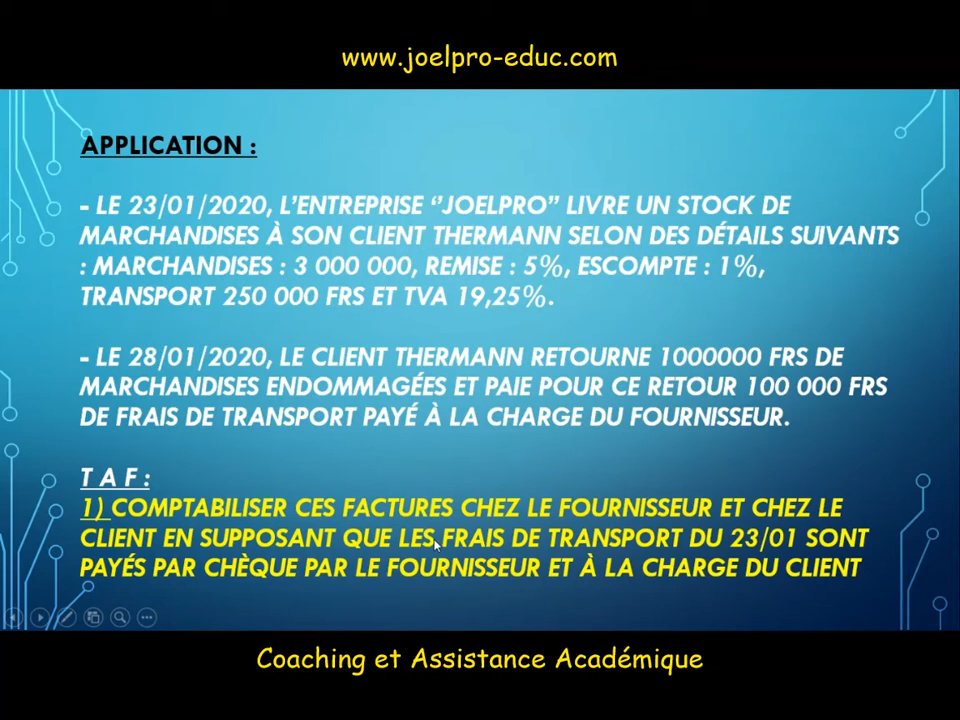 www.joelpro-educ.com
APPLICATION :
- LE 23/01/2020, L'ENTREPRISE ‘'JOELPRO'' LIVRE UN STOCK DE
MARCHANDISES À SON CLIENT THERMANN SELON DES DÉTAILS SUIVANTS
: MARCHANDISES : 3 000 000, REMISE : 5%, ESCOMPTE : 1%,
TRANSPORT 250 000 FRS ET TVA 19,25%.
- LE 28/01/2020, LE CLIENT THERMANN RETOURNE 1000000 FRS DE
MARCHANDISES ENDOMMAGÉES ET PAIE POUR CE RETOUR 100 000 FRS
DE FRAIS DE TRANSPORT PAYÉ À LA CHARGE DU FOURNISSEUR.
T A F :
1) COMPTABILISER CES FACTURES CHEZ LE FOURNISSEUR ET CHEZ LE
CLIENT EN SUPPOSANT QUE LES FRAIS DE TRANSPORT DU 23/01 SONT
PAYÉS PAR CHÈQUE PAR LE FOURNISSEUR ET À LA CHARGE DU CLIENT
Coaching et Assistance Académique